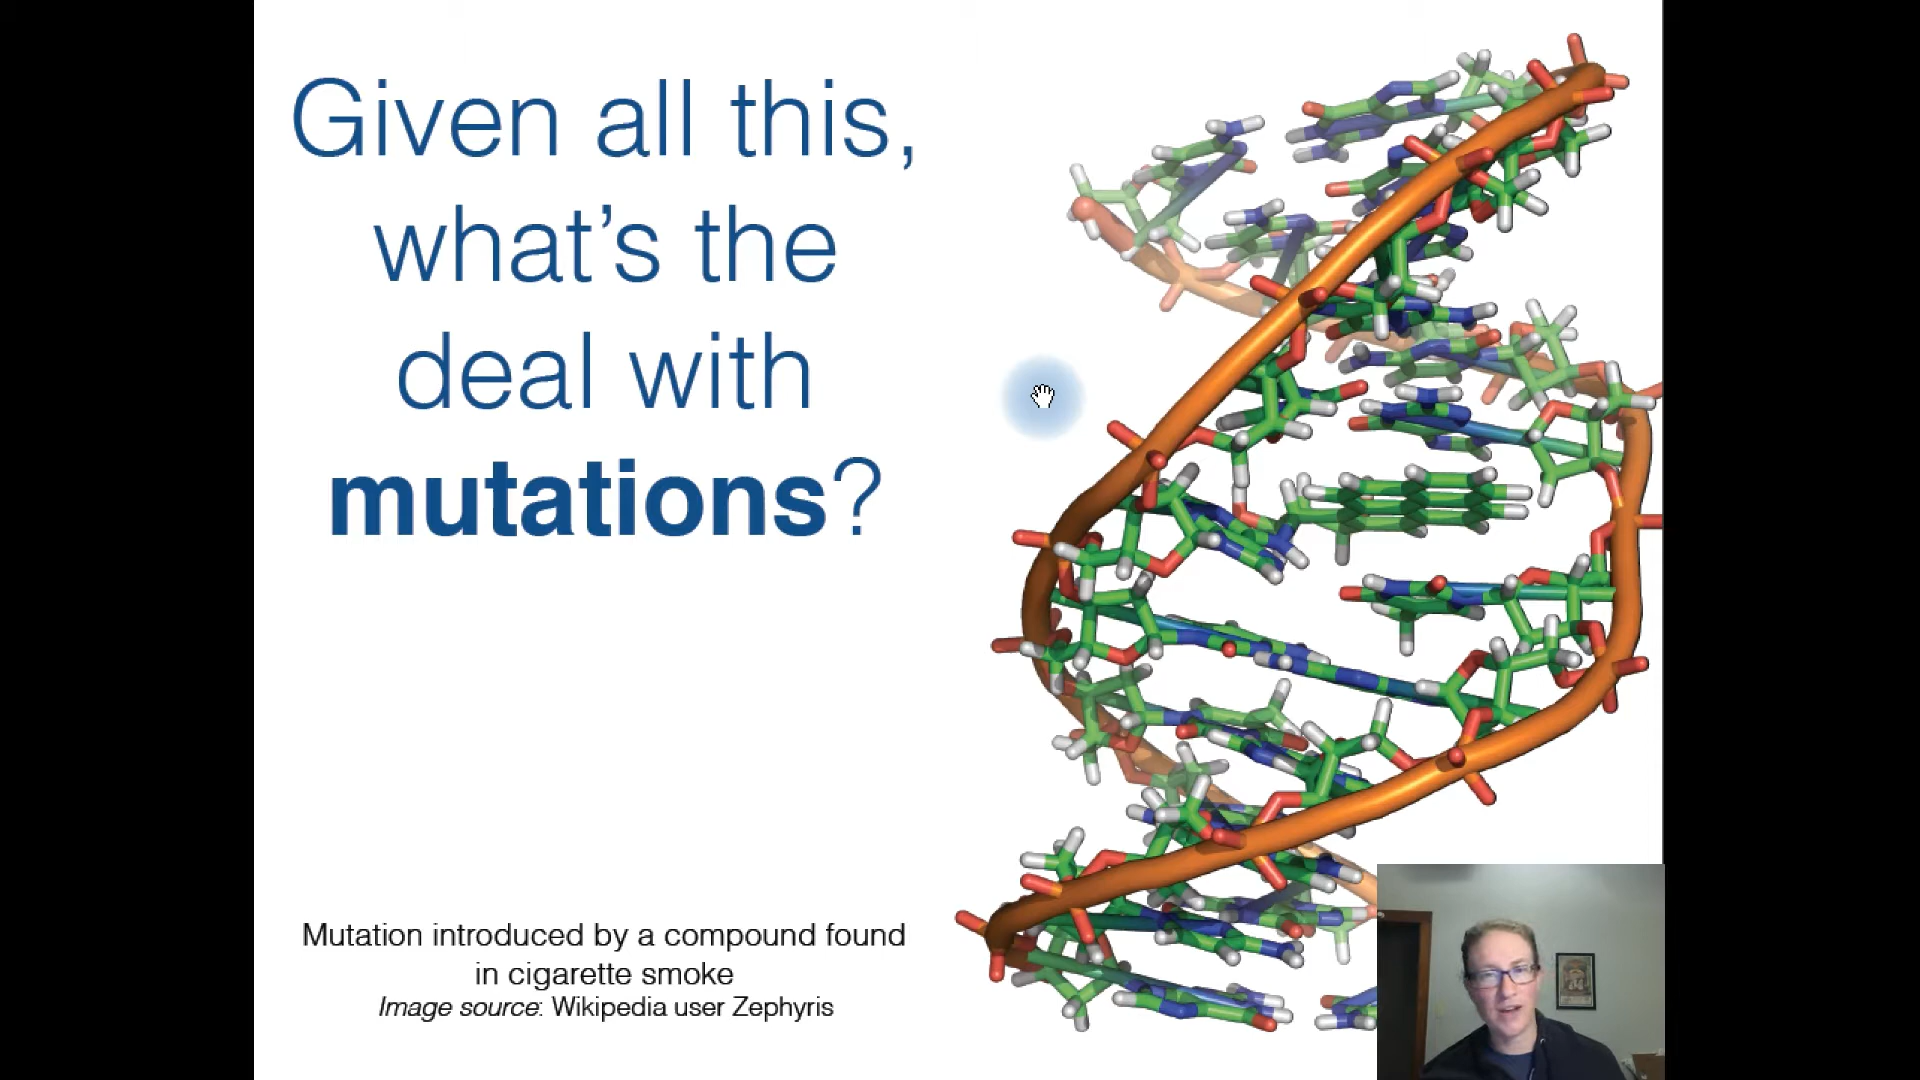 Given all this,
what’s the
deal with
mutations?
Mutation introduced by a compound found
in cigarette smoke
Image source: Wikipedia user Zephyris